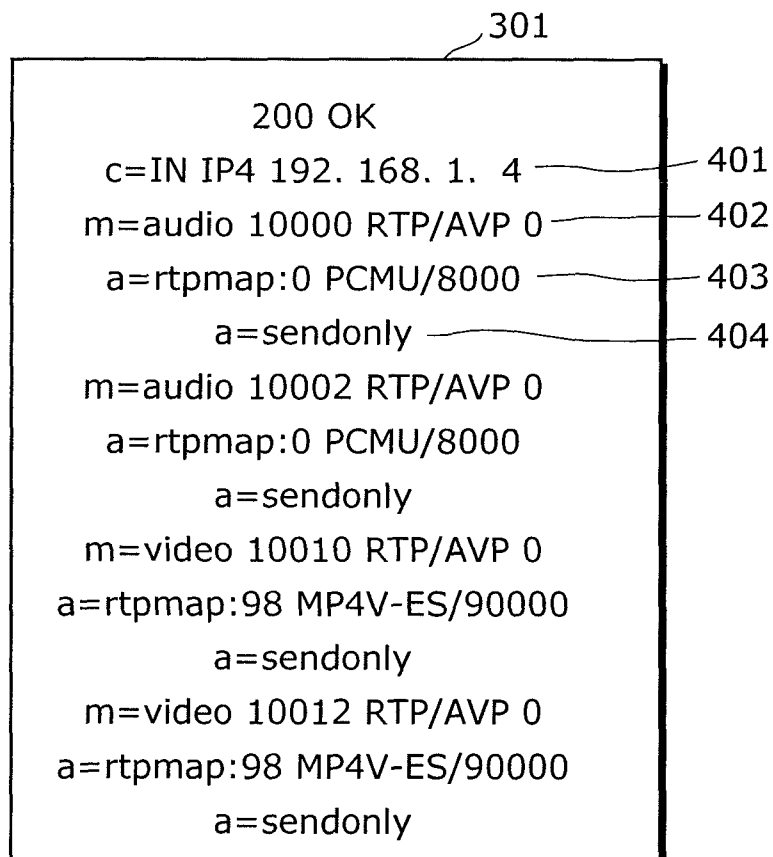 301
200 OK
c=IN IP4 192. 168. 1. 4
401
m=audio 10000 RTP/AVP 0
402
a=rtpmap:0 PCMU/8000
403
a=sendonly
404
m=audio 10002 RTP/AVP 0
a=rtpmap:0 PCMU/8000
a=sendonly
m=video 10010 RTP/AVP 0
a=rtpmap:98 MP4V-ES/90000
a=sendonly
m=video 10012 RTP/AVP 0
a=rtpmap:98 MP4V-ES/90000
a=sendonly